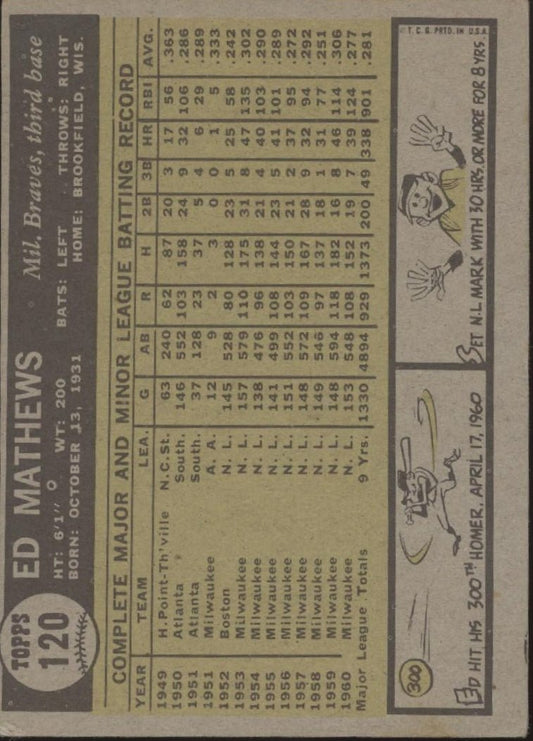 TOPPS
120
ED MATHEWS Mil. Braves, third base
HT: 6'1" WT: 200 BATS: LEFT THROWS: RIGHT
BORN: OCTOBER 13, 1931 HOME: BROOKFIELD, WIS.
COMPLETE MAJOR AND MINOR LEAGUE BATTING RECORD
YEAR TEAM LEA. G AB R H 2B 3B HR RBI AVG.
1949 H. Point-Th'ville N.C. St. 63 240 62 87 20 3 17 56 .363
1950 Atlanta South. 146 552 103 158 24 9 32 106 .286
1951 Atlanta South. 37 128 23 37 5 4 6 29 .289
1951 Milwaukee A. A. 12 9 2 3 0 0 1 5 .333
1952 Boston N. L. 145 528 80 128 23 5 25 58 .242
1953 Milwaukee N. L. 157 579 110 175 31 8 47 135 .302
1954 Milwaukee N. L. 138 476 96 138 21 4 40 103 .290
1955 Milwaukee N. L. 141 499 108 144 23 5 41 101 .289
1956 Milwaukee N. L. 151 552 103 150 21 2 37 95 .272
1957 Milwaukee N. L. 148 572 109 167 28 9 32 94 .292
1958 Milwaukee N. L. 149 546 97 137 18 1 31 77 .251
1959 Milwaukee N. L. 148 594 118 182 16 8 46 114 .306
1960 Milwaukee N. L. 153 548 108 152 19 7 39 124 .277
Major League Totals 9 Yrs. 1330 4894 929 1373 200 49 338 901 .281
300
ED HIT HIS 300TH HOMER, APRIL 17, 1960
SET N.L. MARK WITH 30 HRS. OR MORE FOR 8 YRS.
© T. C. G. PRTD. IN U.S.A.